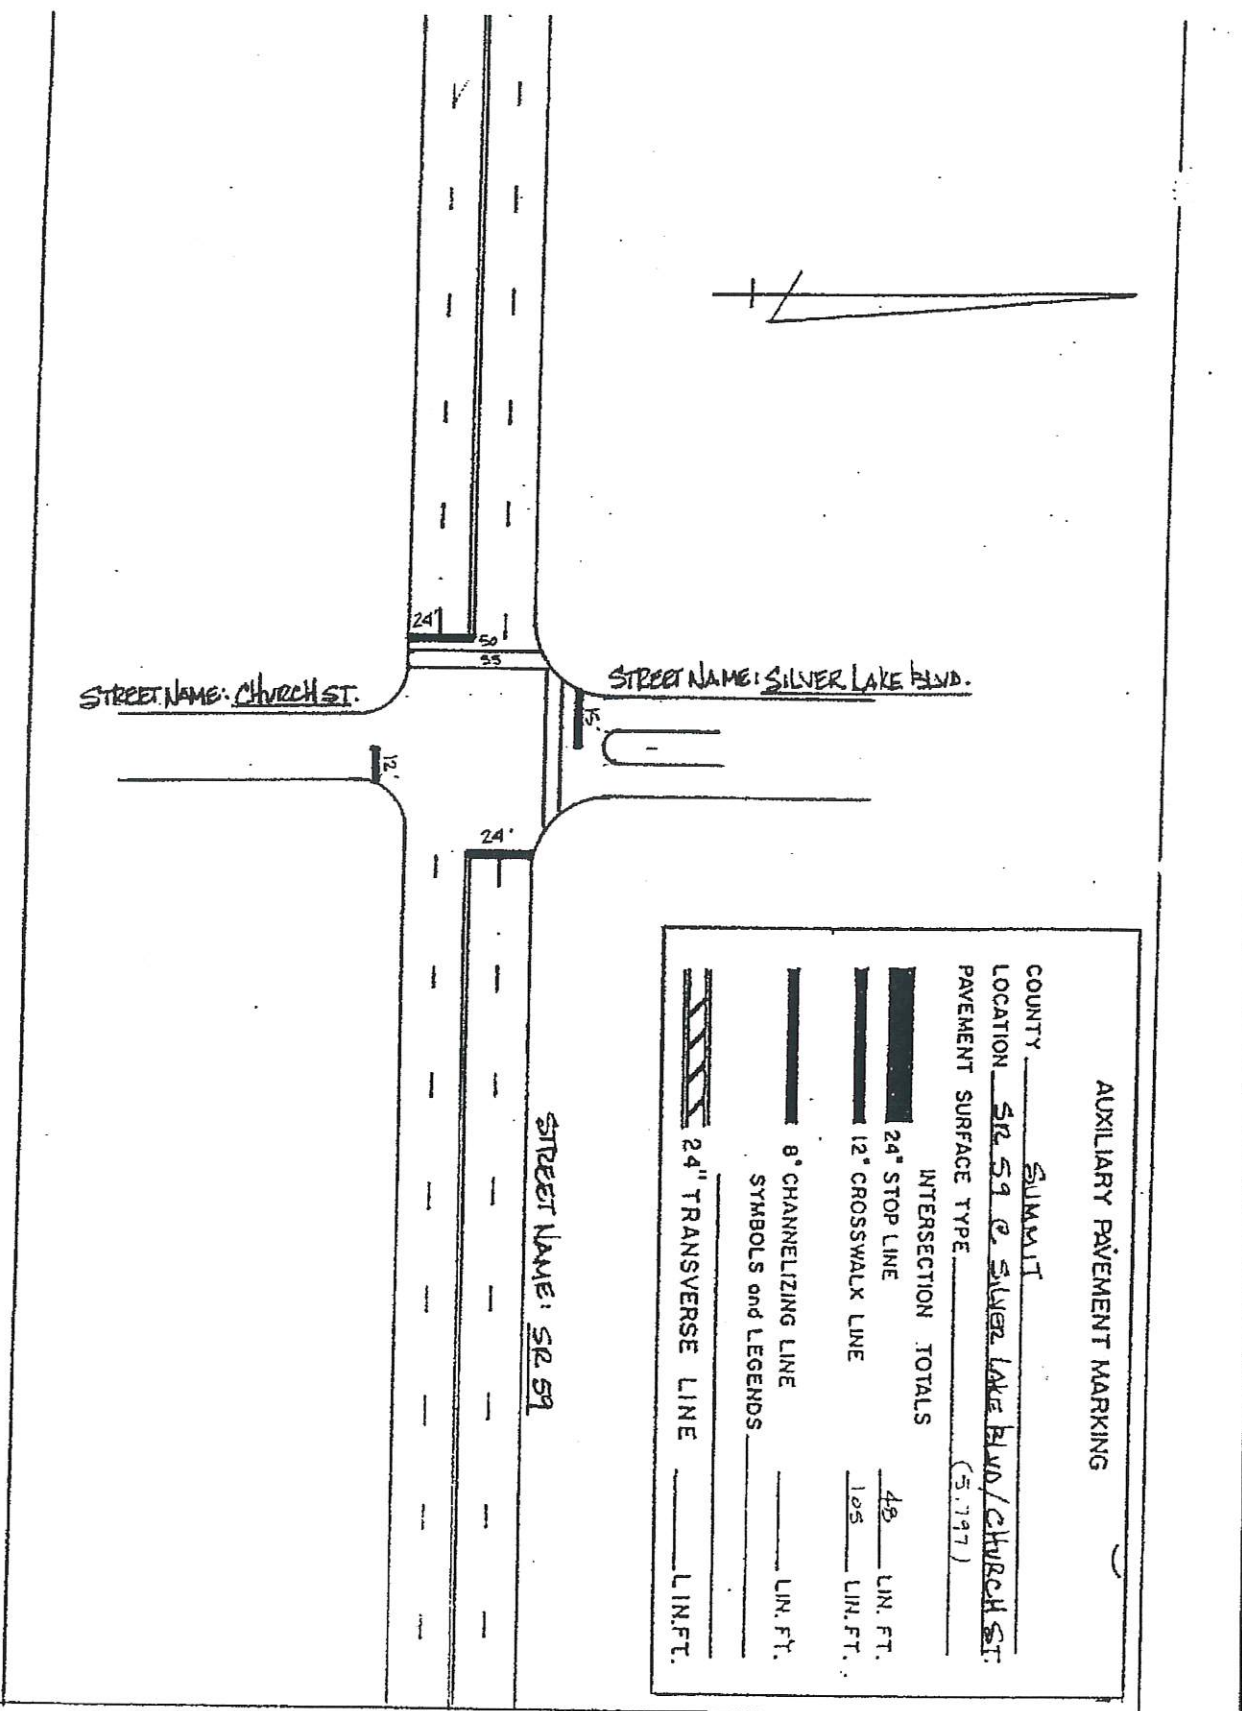 24'
50
55
STREET NAME: CHURCH ST.
STREET NAME: SILVER LAKE BLVD.
15'
12'
24'
STREET NAME: SR 59
AUXILIARY PAVEMENT MARKING
COUNTY SUMMIT
LOCATION SR 59 @ SILVER LAKE BLVD/CHURCH ST.
PAVEMENT SURFACE TYPE (5.797)
INTERSECTION TOTALS
24" STOP LINE 48 LIN. FT.
12" CROSSWALK LINE 105 LIN. FT.
8" CHANNELIZING LINE LIN. FT.
SYMBOLS and LEGENDS
24" TRANSVERSE LINE LIN. FT.